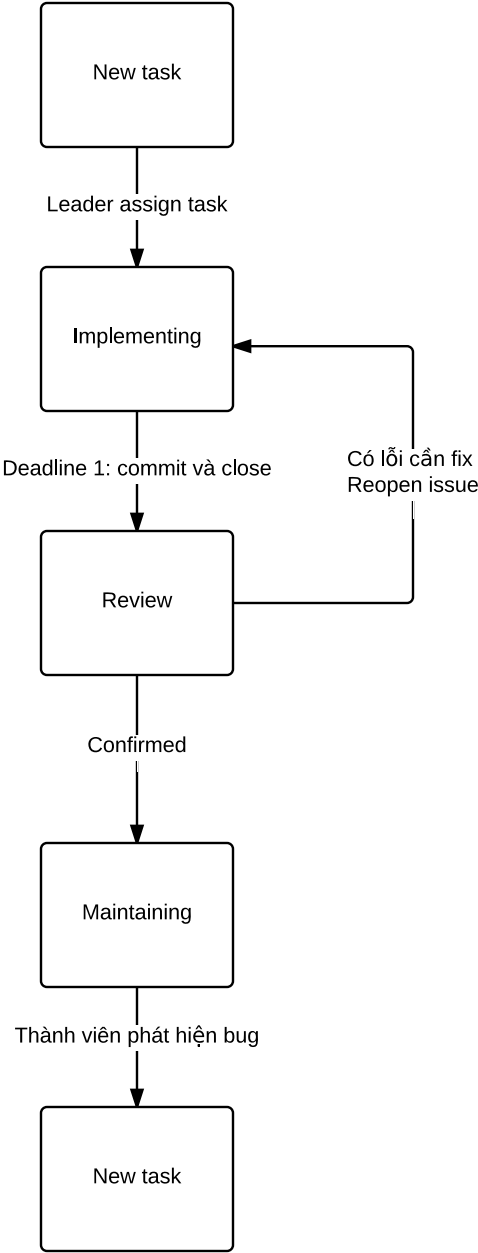 New task
Leader assign task
Implementing
Deadline 1: commit và close
Có lỗi cần fix
Reopen issue
Review
Confirmed
Maintaining
Thành viên phát hiện bug
New task